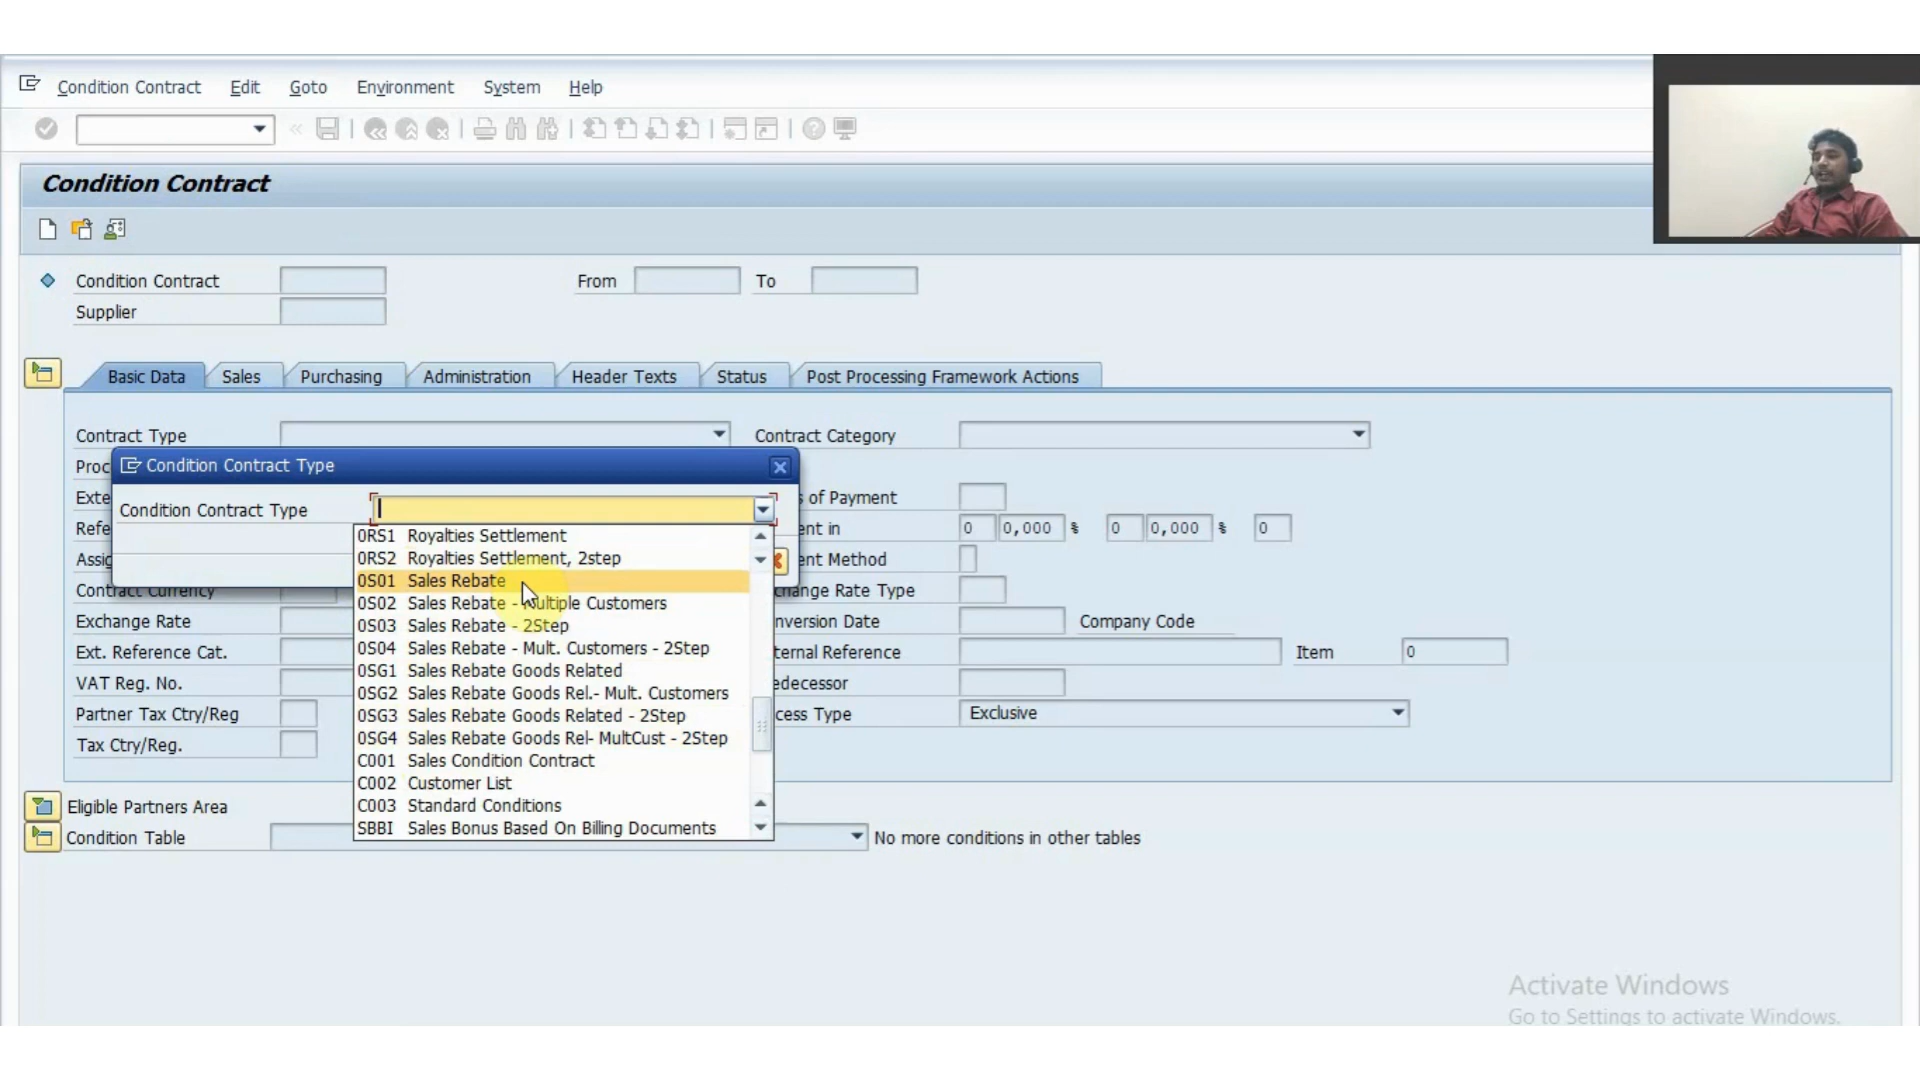 Condition Contract Edit Goto Environment System Help
Condition Contract
Condition Contract From To
Supplier
Basic Data Sales Purchasing Administration Header Texts Status Post Processing Framework Actions
Contract Type Contract Category
Proc
Condition Contract Type
Exte s of Payment
Condition Contract Type
Refe ent in 0 0,000 % 0 0,000 % 0
0RS1 Royalties Settlement
Assig ent Method
0RS2 Royalties Settlement, 2step
0S01 Sales Rebate
Contract Currency change Rate Type
0S02 Sales Rebate - Multiple Customers
Exchange Rate nversion Date Company Code
0S03 Sales Rebate - 2Step
Ext. Reference Cat. ternal Reference Item 0
0S04 Sales Rebate - Mult. Customers - 2Step
0SG1 Sales Rebate Goods Related
VAT Reg. No. edecessor
0SG2 Sales Rebate Goods Rel.- Mult. Customers
Partner Tax Ctry/Reg cess Type Exclusive
0SG3 Sales Rebate Goods Related - 2Step
Tax Ctry/Reg.
0SG4 Sales Rebate Goods Rel- MultCust - 2Step
C001 Sales Condition Contract
C002 Customer List
Eligible Partners Area
C003 Standard Conditions
SBBI Sales Bonus Based On Billing Documents
Condition Table No more conditions in other tables
Activate Windows
Go to Settings to activate Windows.